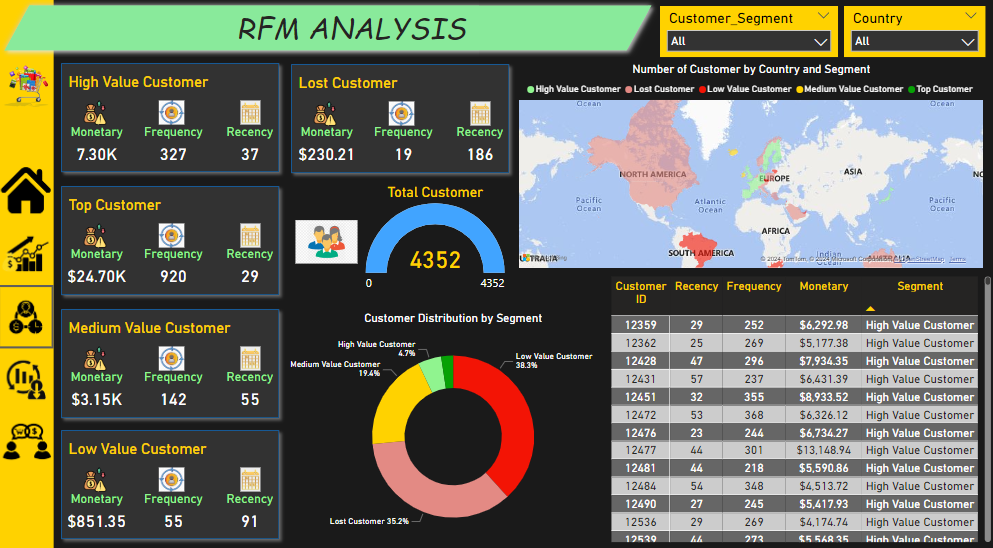 RFM ANALYSIS
Customer_Segment
All
Country
All
High Value Customer
Monetary Frequency Recency
7.30K 327 37
Lost Customer
Monetary Frequency Recency
$230.21 19 186
Top Customer
Monetary Frequency Recency
$24.70K 920 29
Medium Value Customer
Monetary Frequency Recency
$3.15K 142 55
Low Value Customer
Monetary Frequency Recency
$851.35 55 91
Total Customer
4352
0 4352
Customer Distribution by Segment
High Value Customer
4.7%
Low Value Customer
38.3%
Medium Value Customer
19.4%
Lost Customer 35.2%
Number of Customer by Country and Segment
High Value Customer Lost Customer Low Value Customer Medium Value Customer Top Customer
Ocean Ocean
NORTH AMERICA EUROPE ASIA
Pacific
Ocean
Atlantic
Ocean
Pacific
Ocean
AFRICA
SOUTH AMERICA
Indian
Ocean
AUSTRALIA
© 2024 TomTom, © 2024 Microsoft Corporation, © OpenStreetMap Terms
Customer ID Recency Frequency Monetary Segment
12359 29 252 $6,292.98 High Value Customer
12362 25 269 $5,177.38 High Value Customer
12428 47 296 $7,934.35 High Value Customer
12431 57 237 $6,431.39 High Value Customer
12451 32 355 $8,933.52 High Value Customer
12472 53 368 $6,326.12 High Value Customer
12476 23 244 $6,734.27 High Value Customer
12477 44 301 $13,148.94 High Value Customer
12481 44 218 $5,590.86 High Value Customer
12484 54 348 $4,513.72 High Value Customer
12490 27 245 $5,417.93 High Value Customer
12536 29 269 $4,174.74 High Value Customer
12539 44 273 $5,568.35 High Value Customer